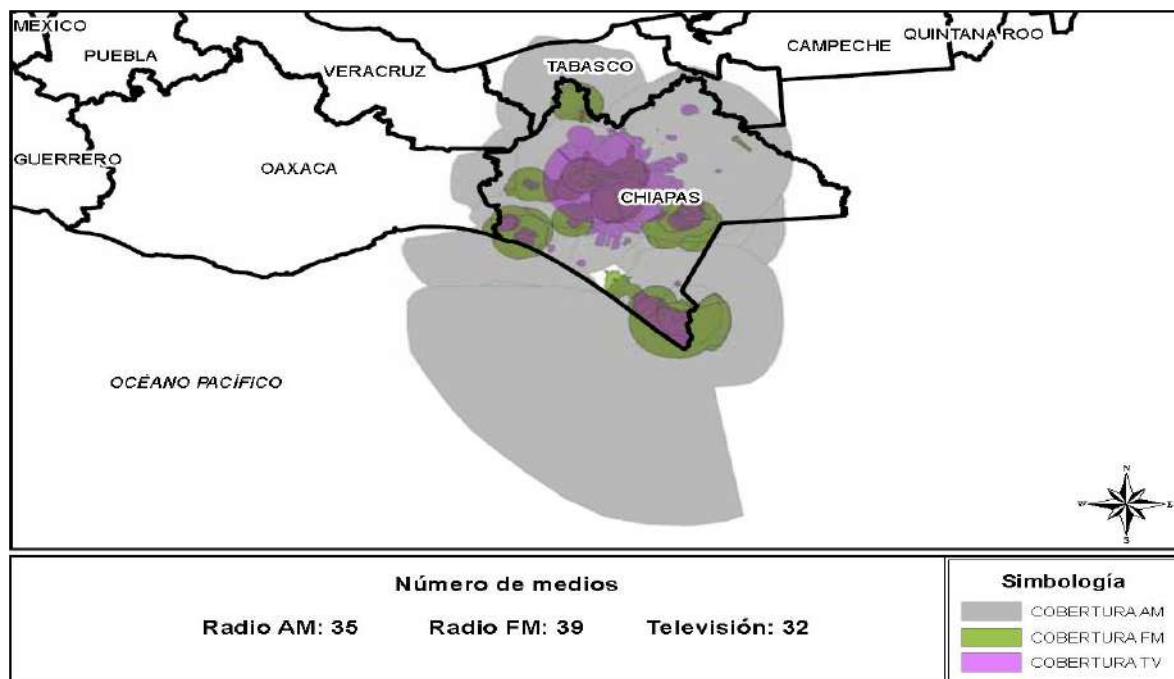 MEXICO
PUEBLA
VERACRUZ
TABASCO
CAMPECHE
QUINTANA ROO
GUERRERO
OAXACA
CHIAPAS
OCÉANO PACÍFICO
N
W
E
S
Número de medios
Radio AM: 35 Radio FM: 39 Televisión: 32
Simbología
COBERTURA AM
COBERTURA FM
COBERTURA TV